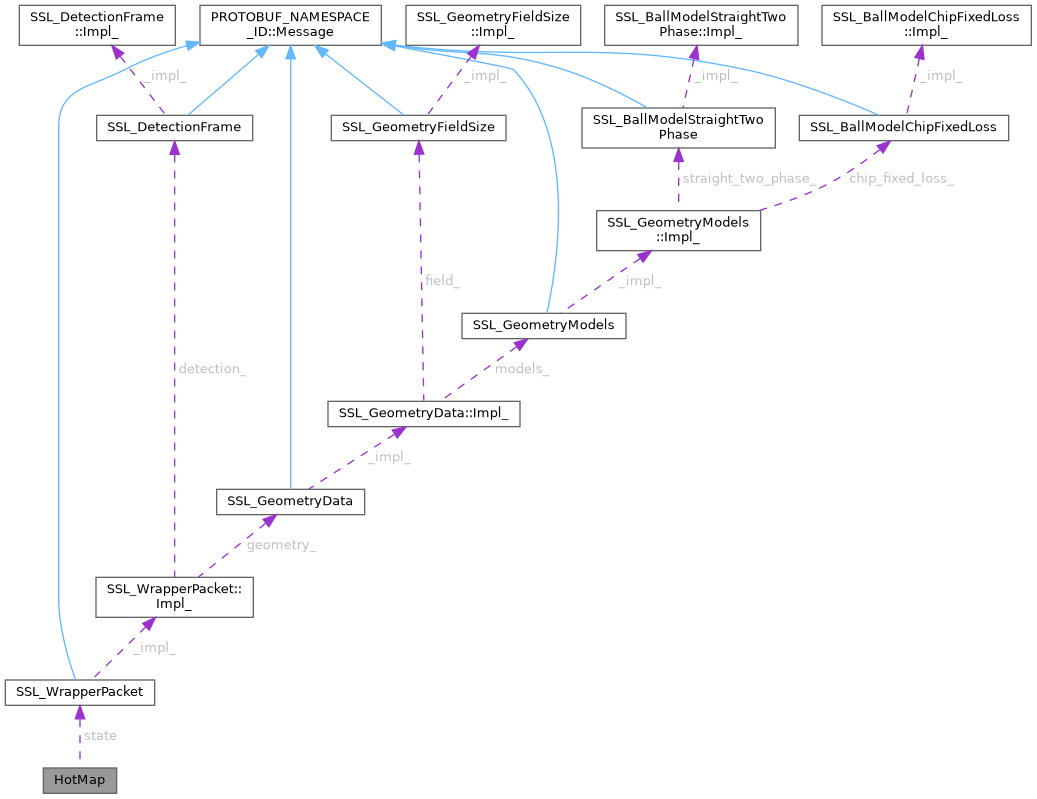 SSL_DetectionFrame
::Impl_
PROTOBUF_NAMESPACE
_ID::Message
SSL_GeometryFieldSize
::Impl_
SSL_BallModelStraightTwo
Phase::Impl_
SSL_BallModelChipFixedLoss
::Impl_
_impl_
_impl_
_impl_
_impl_
SSL_DetectionFrame
SSL_GeometryFieldSize
SSL_BallModelStraightTwo
Phase
SSL_BallModelChipFixedLoss
straight_two_phase_
chip_fixed_loss_
SSL_GeometryModels
::Impl_
field_
_impl_
SSL_GeometryModels
detection_
models_
SSL_GeometryData::Impl_
_impl_
SSL_GeometryData
geometry_
SSL_WrapperPacket::
Impl_
_impl_
SSL_WrapperPacket
state
HotMap